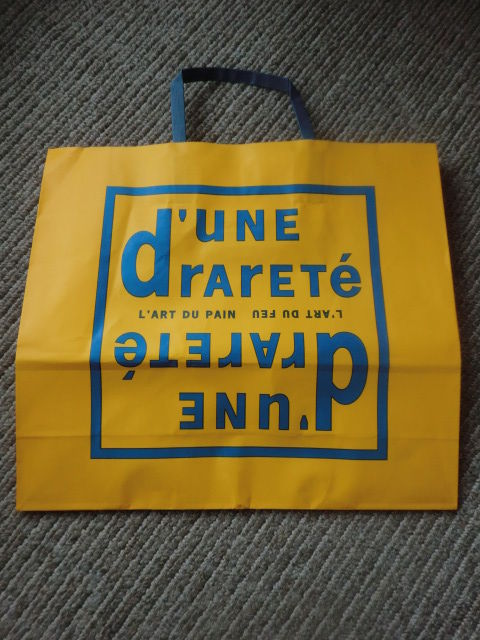 d'uNE
drAreTé
L'ART DU PAIN L'ART DU FEU
drAreTé
d'uNE